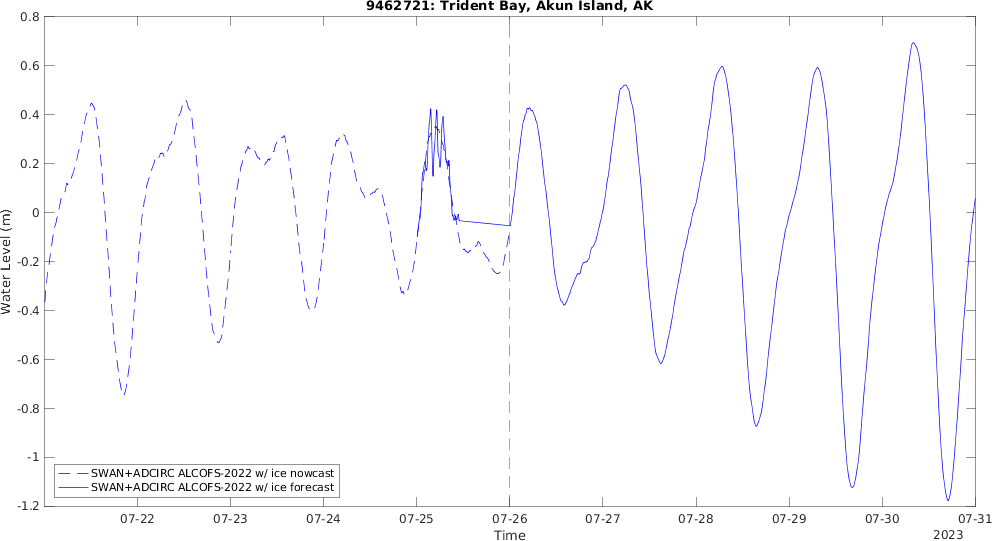 9462721: Trident Bay, Akun Island, AK
0.8
0.6
0.4
0.2
0
-0.2
-0.4
-0.6
-0.8
-1
-1.2
Water Level (m)
SWAN+ADCIRC ALCOFS-2022 w/ ice nowcast
SWAN+ADCIRC ALCOFS-2022 w/ ice forecast
07-22 07-23 07-24 07-25 07-26 07-27 07-28 07-29 07-30 07-31
Time
2023